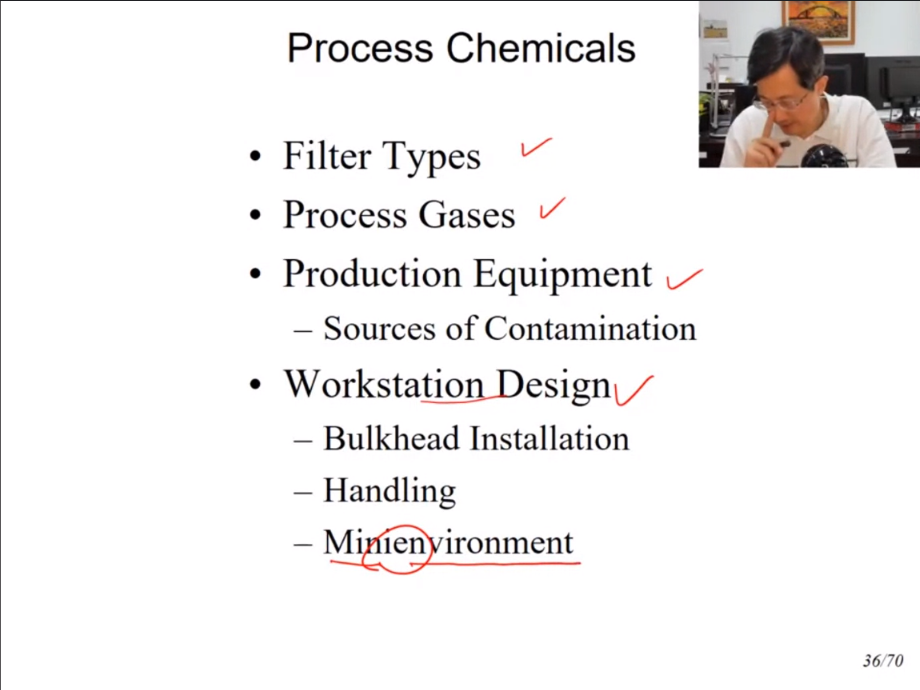 Process Chemicals
• Filter Types
• Process Gases
• Production Equipment
– Sources of Contamination
• Workstation Design
– Bulkhead Installation
– Handling
– Minienvironment
36/70